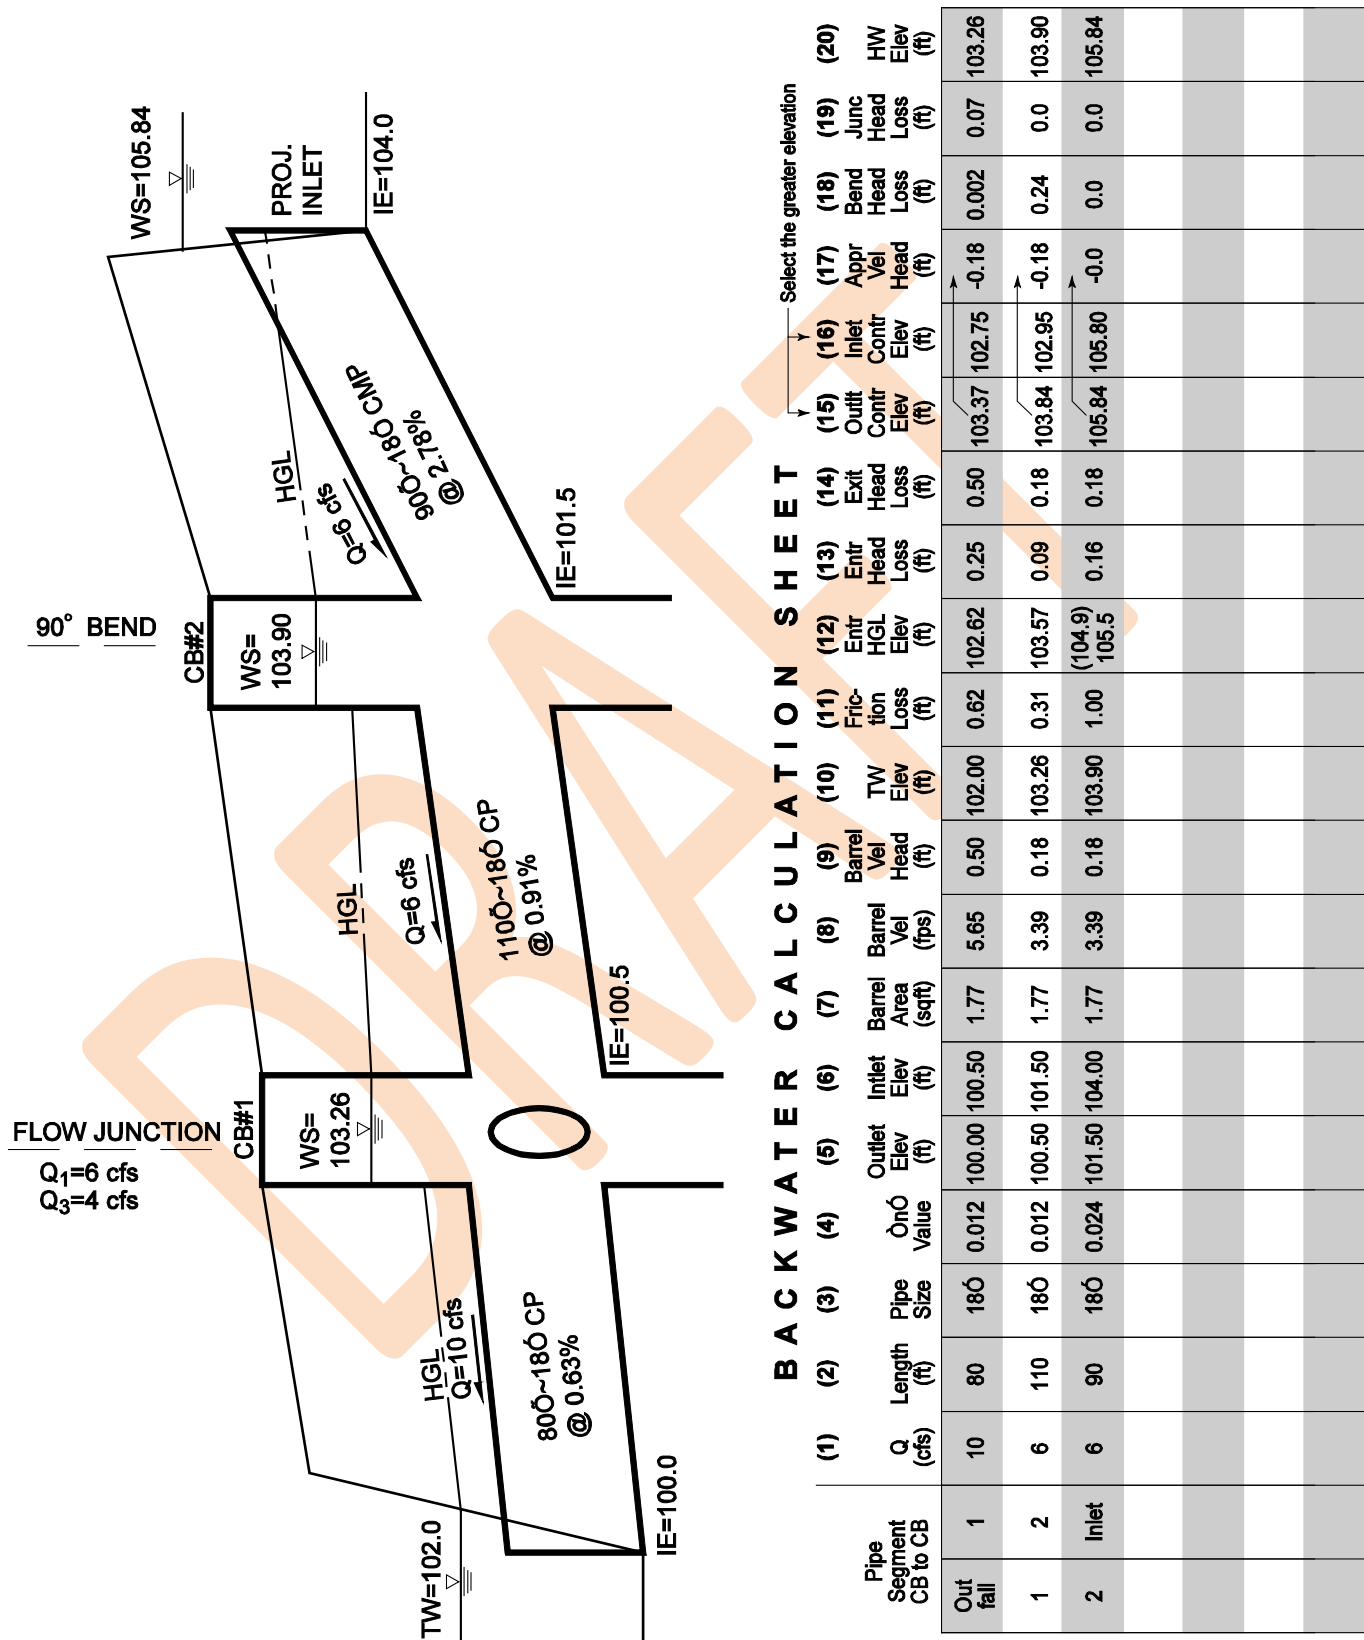 FLOW JUNCTION
Q1=6 cfs
Q3=4 cfs
90° BEND
TW=102.0
IE=100.0
HGL
Q=10 cfs
80Õ~18Ó CP
@ 0.63%
CB#1
WS=
103.26
IE=100.5
HGL
Q=6 cfs
110Õ~18Ó CP
@ 0.91%
CB#2
WS=
103.90
IE=101.5
HGL
Q=6 cfs
90Õ~18Ó CMP
@ 2.78%
WS=105.84
PROJ.
INLET
IE=104.0
DRAFT
BACKWATER CALCULATION SHEET
Select the greater elevation
(1) (2) (3) (4) (5) (6) (7) (8) (9) (10) (11) (12) (13) (14) (15) (16) (17) (18) (19) (20)
Pipe Segment CB to CB
Q (cfs)
Length (ft)
Pipe Size
ÒnÓ Value
Outlet Elev (ft)
Intlet Elev (ft)
Barrel Area (sqft)
Barrel Vel (fps)
Barrel Vel Head (ft)
TW Elev (ft)
Fric- tion Loss (ft)
Entr HGL Elev (ft)
Entr Head Loss (ft)
Exit Head Loss (ft)
Outlt Contr Elev (ft)
Inlet Contr Elev (ft)
Appr Vel Head (ft)
Bend Head Loss (ft)
Junc Head Loss (ft)
HW Elev (ft)
Out fall 1 10 80 18Ó 0.012 100.00 100.50 1.77 5.65 0.50 102.00 0.62 102.62 0.25 0.50 103.37 102.75 -0.18 0.002 0.07 103.26
1 2 6 110 18Ó 0.012 100.50 101.50 1.77 3.39 0.18 103.26 0.31 103.57 0.09 0.18 103.84 102.95 -0.18 0.24 0.0 103.90
2 Inlet 6 90 18Ó 0.024 101.50 104.00 1.77 3.39 0.18 103.90 1.00 (104.9) 105.5 0.16 0.18 105.84 105.80 -0.0 0.0 0.0 105.84